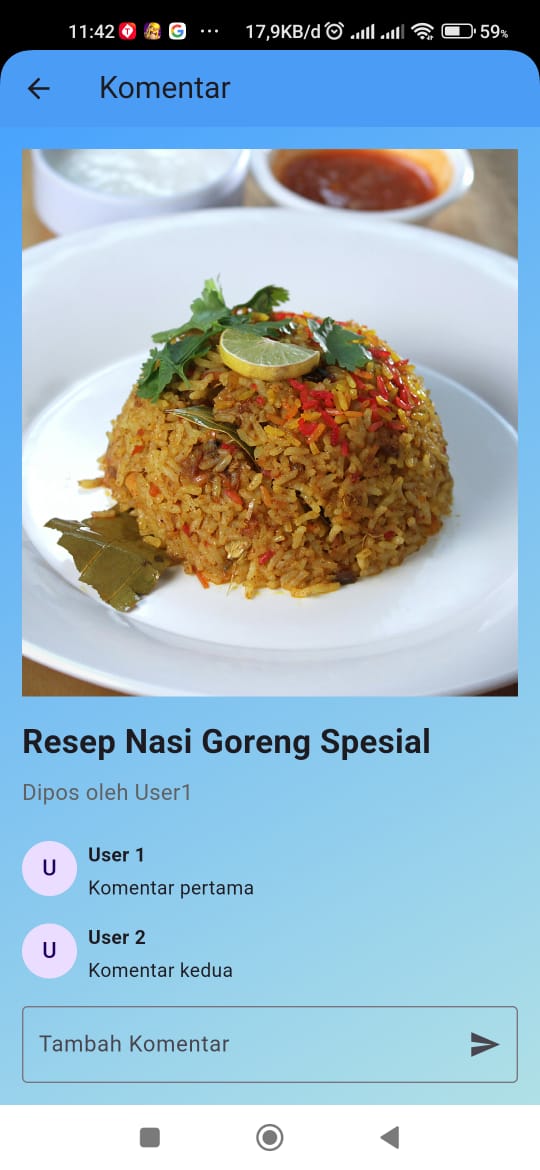 11:42 ... 17,9KB/d 59%
Komentar
Resep Nasi Goreng Spesial
Dipos oleh User1
U
User 1
Komentar pertama
U
User 2
Komentar kedua
Tambah Komentar